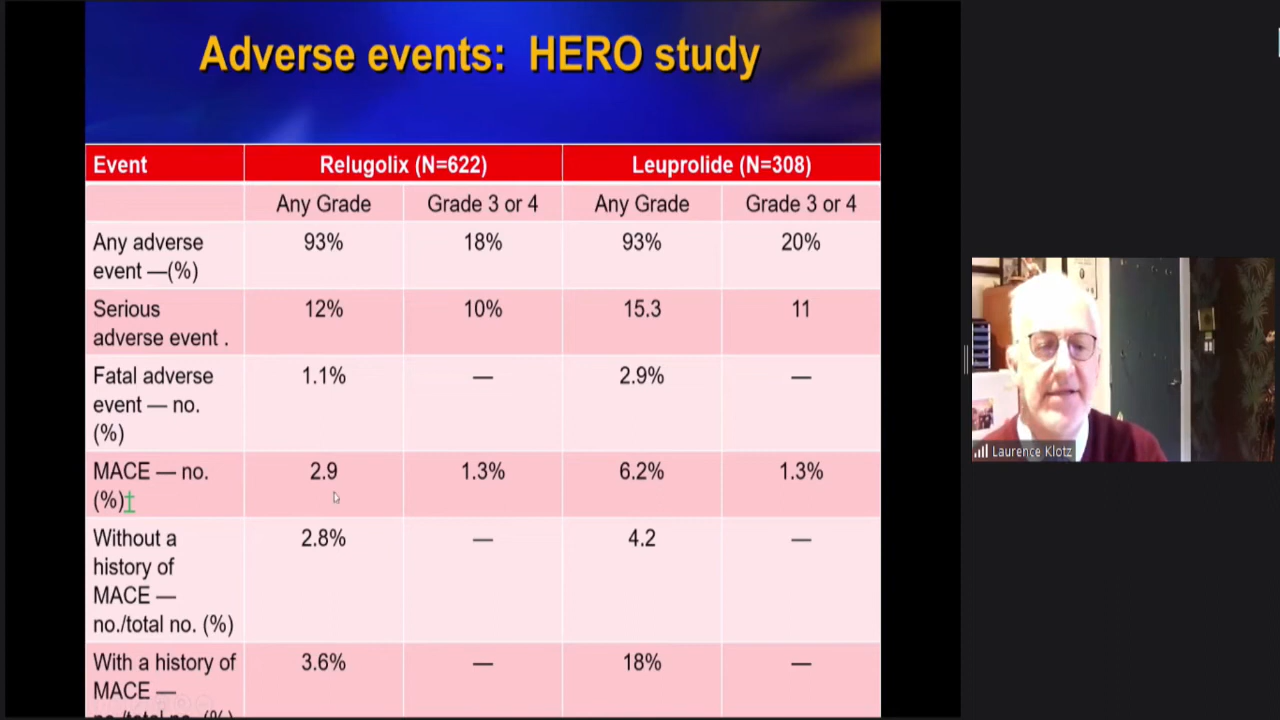 Adverse events: HERO study
Event Relugolix (N=622) Leuprolide (N=308)
Any Grade Grade 3 or 4 Any Grade Grade 3 or 4
Any adverse 93% 18% 93% 20%
event —(%)
Serious 12% 10% 15.3 11
adverse event .
Fatal adverse 1.1% — 2.9% —
event — no.
(%)
MACE — no. 2.9 1.3% 6.2% 1.3%
(%)†
Without a 2.8% — 4.2 —
history of
MACE —
no./total no. (%)
With a history of 3.6% — 18% —
MACE —
no./total no. (%)
Laurence Klotz